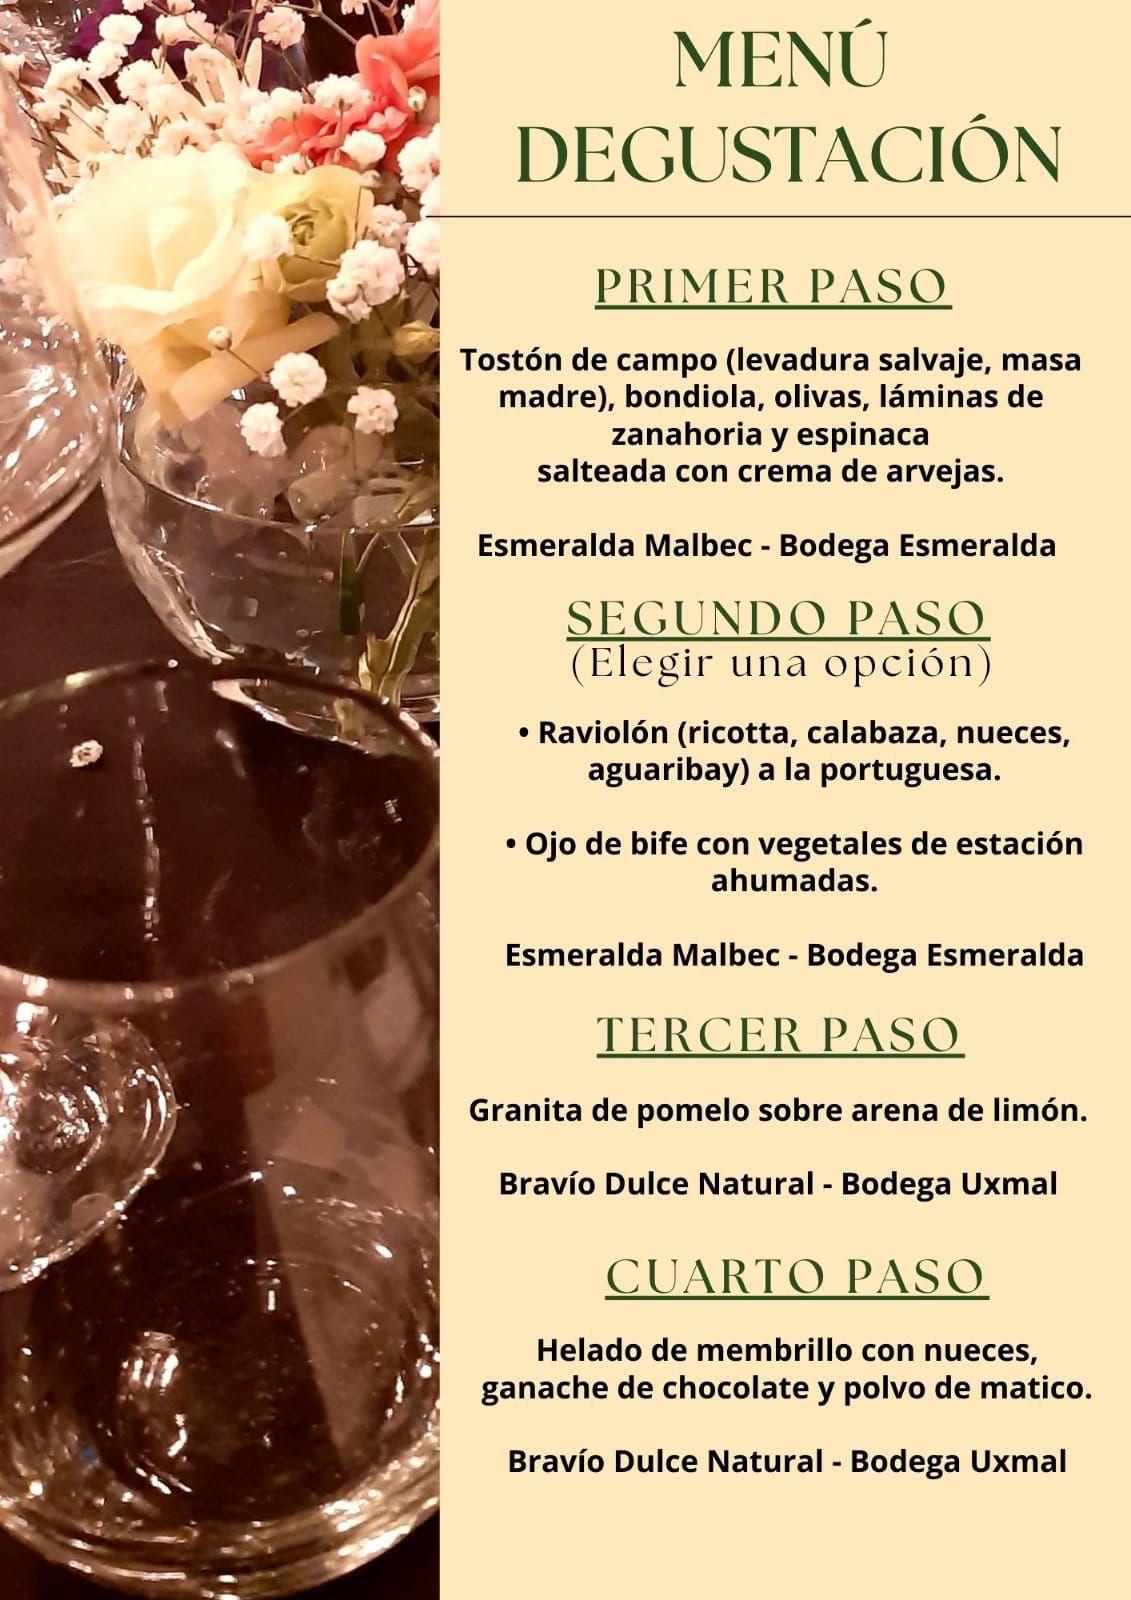 MENÚ
DEGUSTACIÓN
PRIMER PASO
Tostón de campo (levadura salvaje, masa
madre), bondiola, olivas, láminas de
zanahoria y espinaca
salteada con crema de arvejas.
Esmeralda Malbec - Bodega Esmeralda
SEGUNDO PASO
(Elegir una opción)
• Raviolón (ricotta, calabaza, nueces,
aguaribay) a la portuguesa.
• Ojo de bife con vegetales de estación
ahumadas.
Esmeralda Malbec - Bodega Esmeralda
TERCER PASO
Granita de pomelo sobre arena de limón.
Bravío Dulce Natural - Bodega Uxmal
CUARTO PASO
Helado de membrillo con nueces,
ganache de chocolate y polvo de matico.
Bravío Dulce Natural - Bodega Uxmal